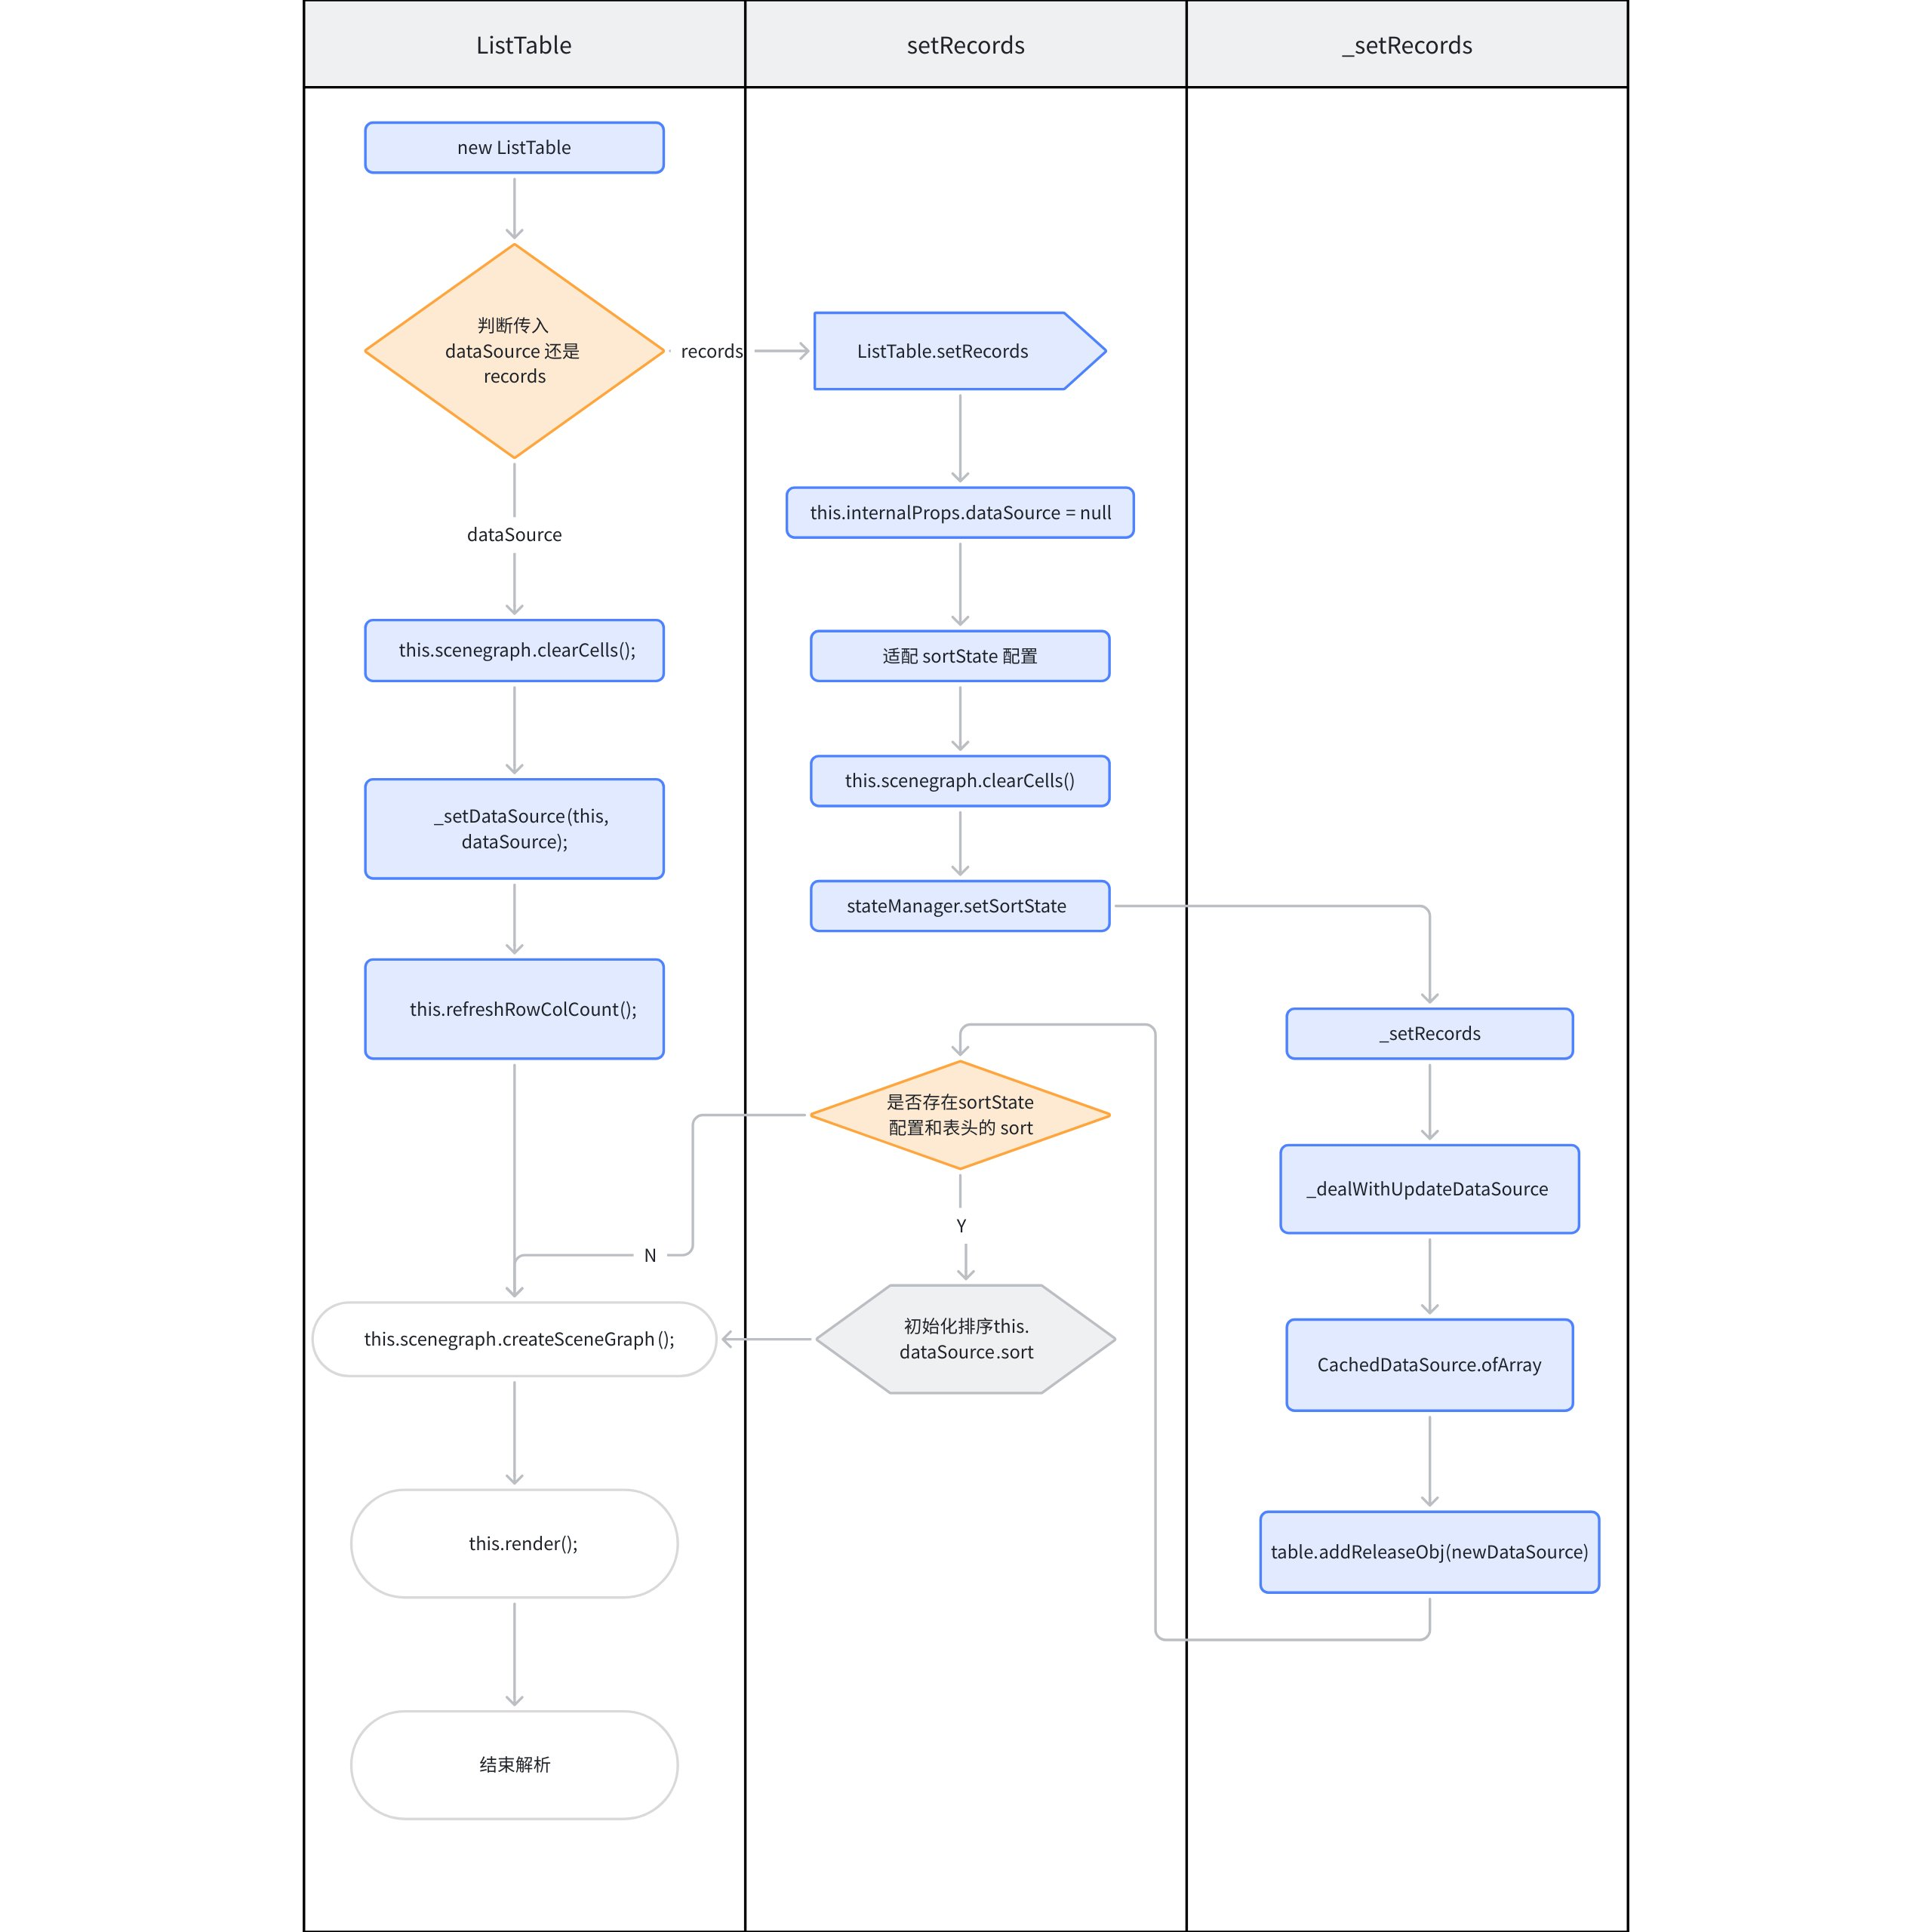 ListTable
setRecords
_setRecords
new ListTable
判断传入
dataSource 还是
records
records
ListTable.setRecords
dataSource
this.internalProps.dataSource = null
this.scenegraph.clearCells();
适配 sortState 配置
_setDataSource(this,
dataSource);
this.scenegraph.clearCells()
stateManager.setSortState
this.refreshRowColCount();
_setRecords
是否存在sortState
配置和表头的 sort
_dealWithUpdateDataSource
Y
N
this.scenegraph.createSceneGraph();
初始化排序this.
dataSource.sort
CachedDataSource.ofArray
this.render();
table.addReleaseObj(newDataSource)
结束解析